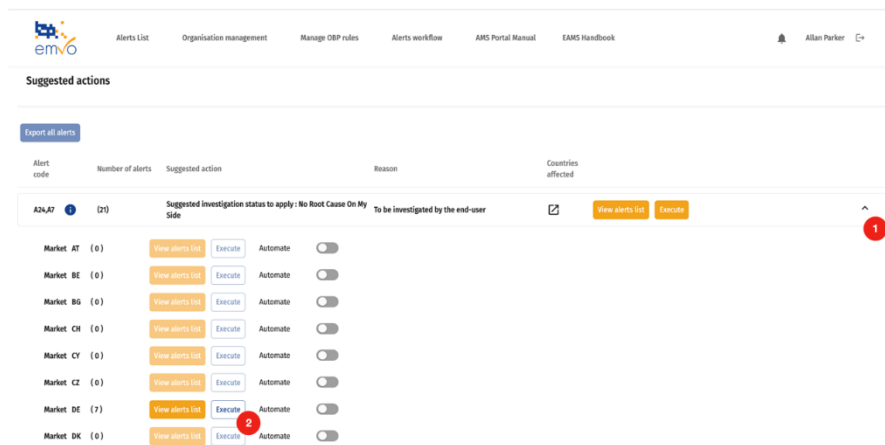 emvo
Alerts List Organisation management Manage OBP rules Alerts workflow AMS Portal Manual EAMS Handbook Allan Parker
Suggested actions
Export all alerts
Alert code Number of alerts Suggested action Reason Countries affected
A24,A7 i (21) Suggested investigation status to apply : No Root Cause On My Side To be investigated by the end-user View alerts list Execute
1
Market AT ( 0 ) View alerts list Execute Automate
Market BE ( 0 ) View alerts list Execute Automate
Market BG ( 0 ) View alerts list Execute Automate
Market CH ( 0 ) View alerts list Execute Automate
Market CY ( 0 ) View alerts list Execute Automate
Market CZ ( 0 ) View alerts list Execute Automate
Market DE ( 7 ) View alerts list Execute Automate
2
Market DK ( 0 ) View alerts list Execute Automate